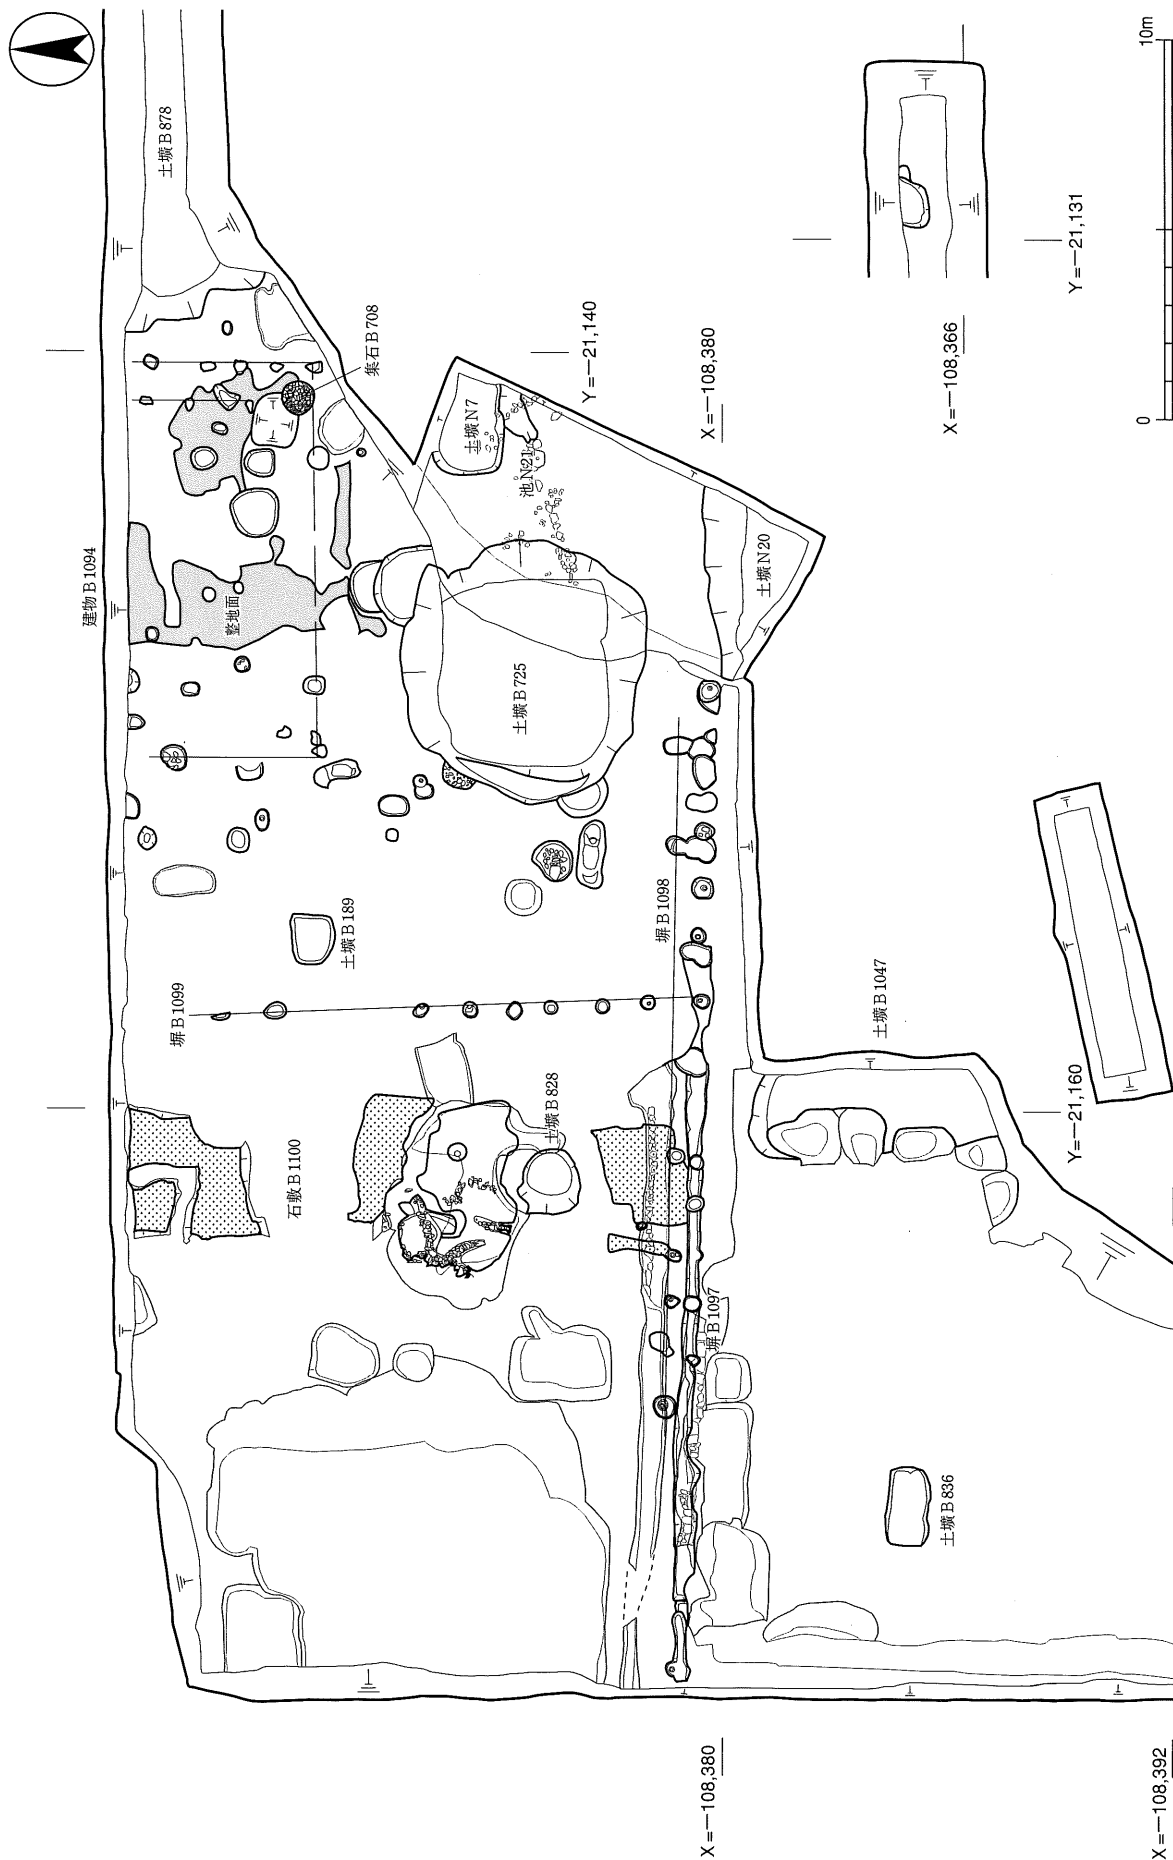 建物B1094
土壙B878
集石B708
整地面
土壙N7
池N21
土壙N20
土壙B725
Y=－21,140
X=－108,380
X=－108,366
Y=－21,131
0
10m
塀B1099
土壙B189
塀B1098
土壙B1047
石敷B1100
土壙B828
塀B1097
土壙B836
Y=－21,160
X=－108,380
X=－108,392